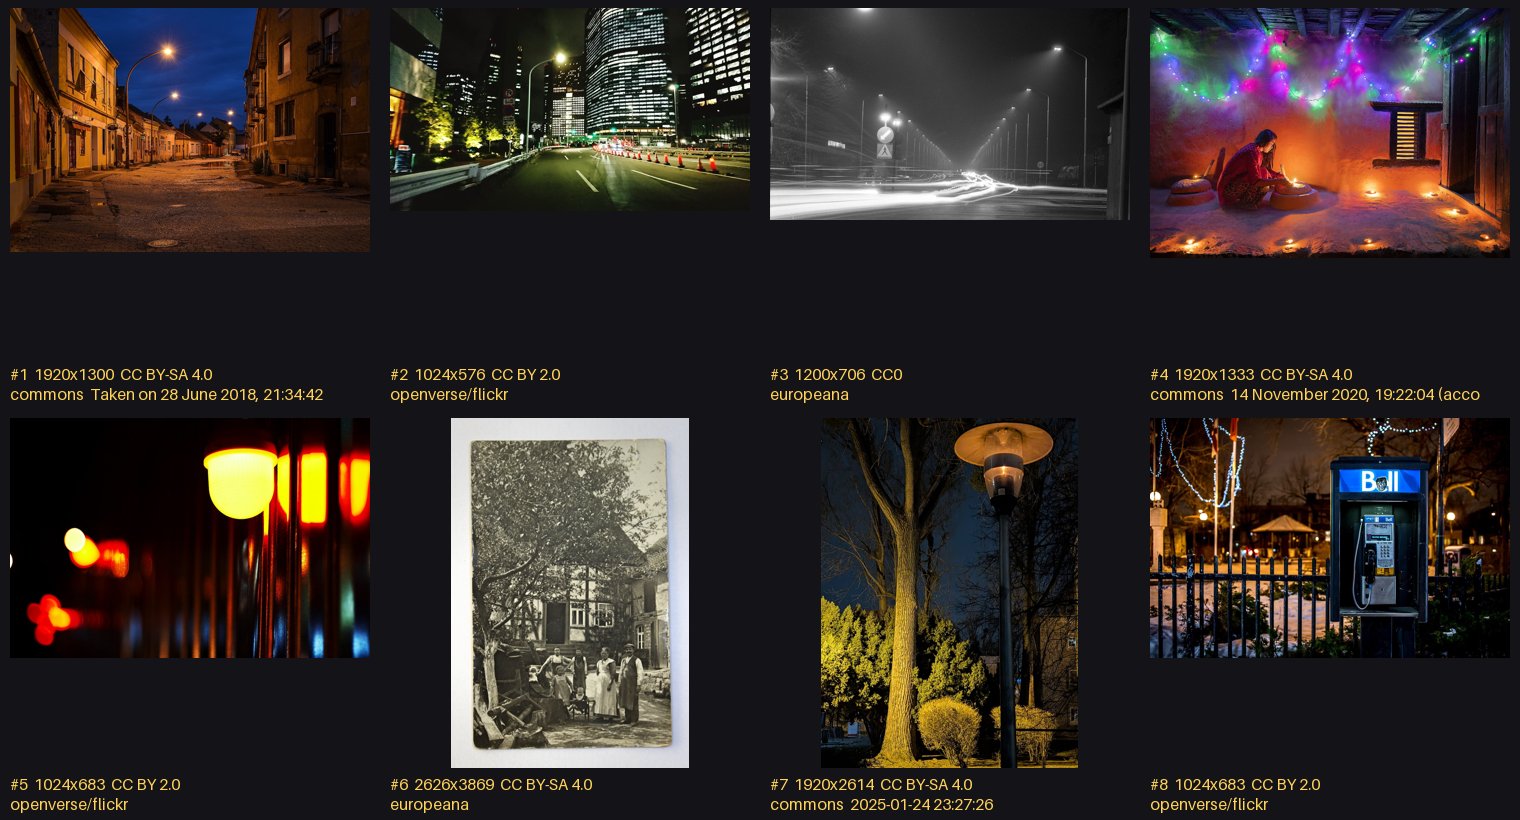 #1 1920x1300 CC BY-SA 4.0
commons Taken on 28 June 2018, 21:34:42
#2 1024x576 CC BY 2.0
openverse/flickr
#3 1200x706 CC0
europeana
#4 1920x1333 CC BY-SA 4.0
commons 14 November 2020, 19:22:04 (acco
Bell
#5 1024x683 CC BY 2.0
openverse/flickr
#6 2626x3869 CC BY-SA 4.0
europeana
#7 1920x2614 CC BY-SA 4.0
commons 2025-01-24 23:27:26
#8 1024x683 CC BY 2.0
openverse/flickr